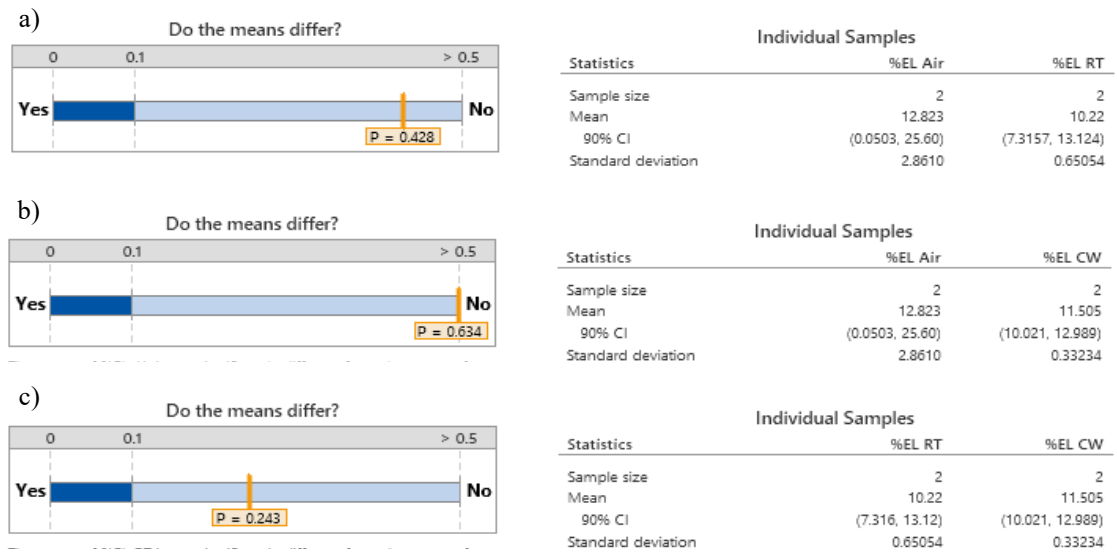 a)
Do the means differ?
0 0.1 > 0.5
Yes No
P = 0.428
Individual Samples
Statistics %EL Air %EL RT
Sample size 2 2
Mean 12.823 10.22
90% CI (0.0503, 25.60) (7.3157, 13.124)
Standard deviation 2.8610 0.65054
b)
Do the means differ?
0 0.1 > 0.5
Yes No
P = 0.634
Individual Samples
Statistics %EL Air %EL CW
Sample size 2 2
Mean 12.823 11.505
90% CI (0.0503, 25.60) (10.021, 12.989)
Standard deviation 2.8610 0.33234
c)
Do the means differ?
0 0.1 > 0.5
Yes No
P = 0.243
Individual Samples
Statistics %EL RT %EL CW
Sample size 2 2
Mean 10.22 11.505
90% CI (7.316, 13.12) (10.021, 12.989)
Standard deviation 0.65054 0.33234